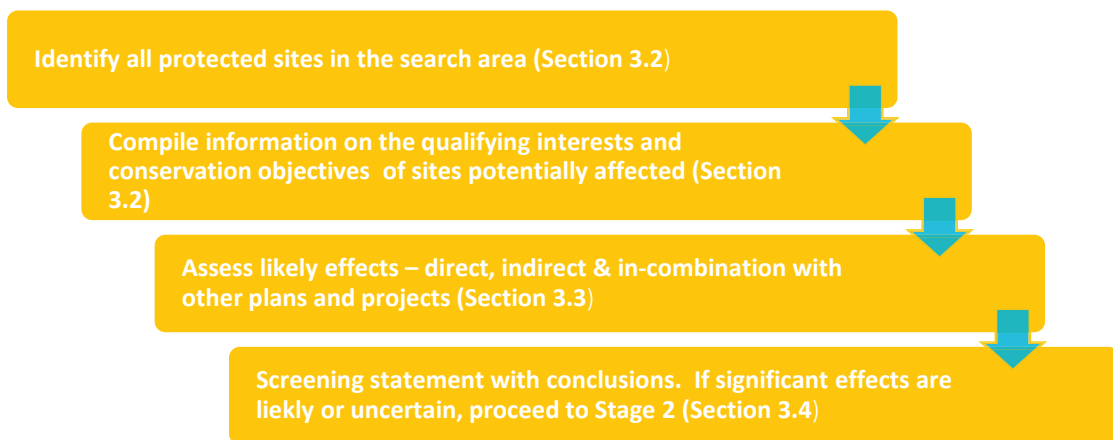 Identify all protected sites in the search area (Section 3.2)
Compile information on the qualifying interests and
conservation objectives  of sites potentially affected (Section
3.2)
Assess likely effects – direct, indirect & in-combination with
other plans and projects (Section 3.3)
Screening statement with conclusions.  If significant effects are
liekly or uncertain, proceed to Stage 2 (Section 3.4)